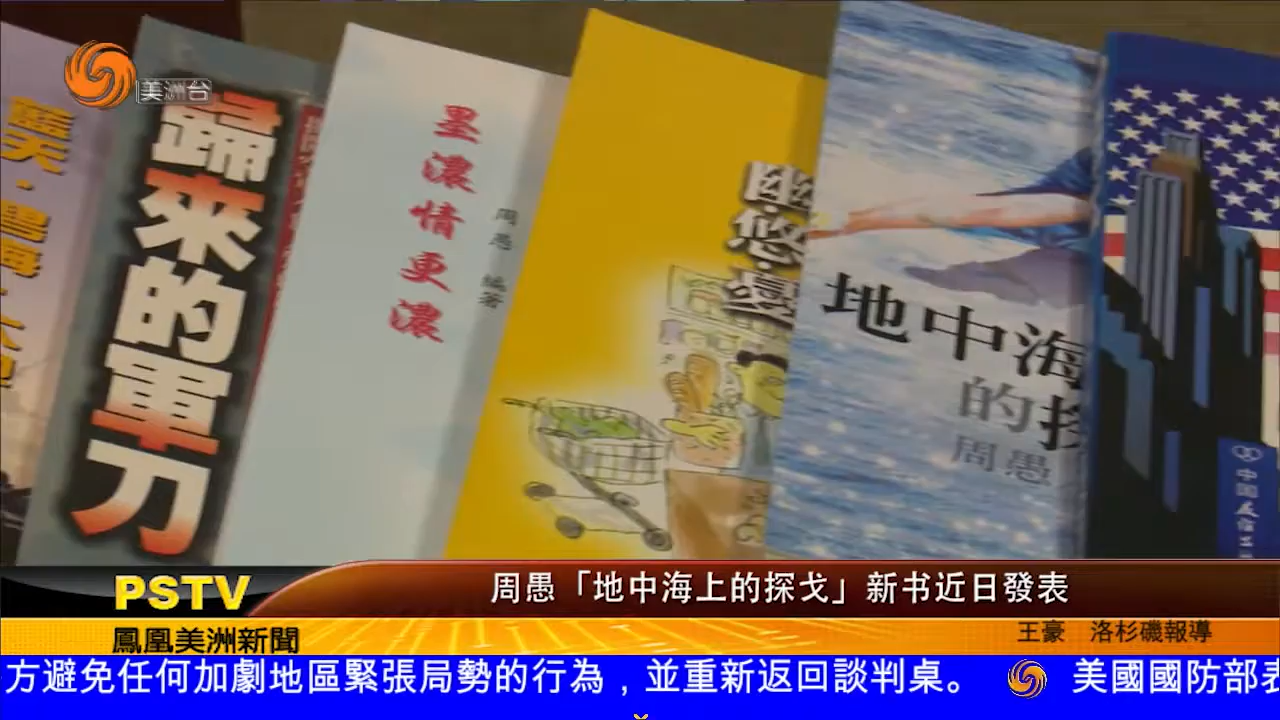 美洲台
歸來的軍刀
墨濃情更濃
周愚 編著
幽·悠
地中海
的探
周愚
PSTV
周愚「地中海上的探戈」新书近日發表
鳳凰美洲新聞
王豪 洛杉磯報導
方避免任何加劇地區緊張局勢的行為，並重新返回談判桌。 美國國防部表